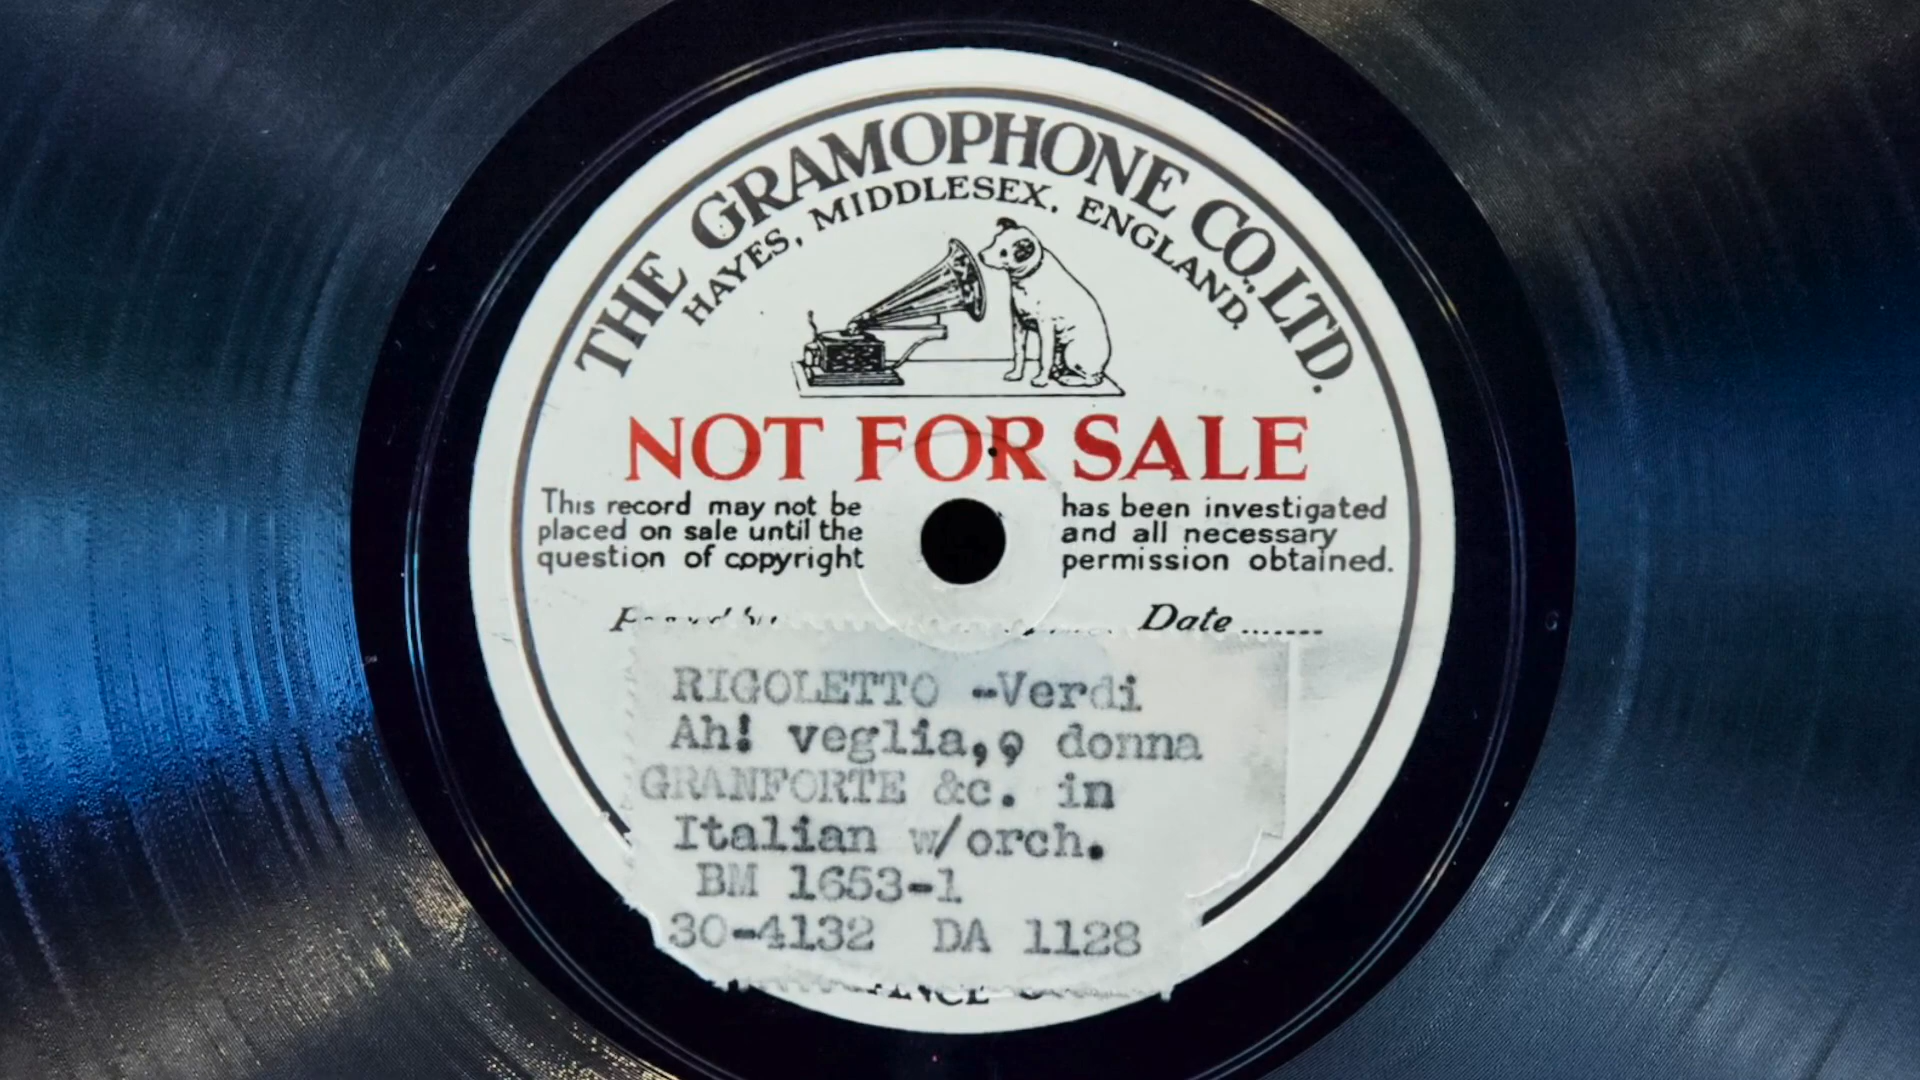 THE GRAMOPHONE CO., LTD.
HAYES, MIDDLESEX. ENGLAND.
NOT FOR SALE
This record may not be has been investigated
placed on sale until the and all necessary
question of copyright permission obtained.
Date .......
RIGOLETTO -Verdi
Ah! veglia,o donna
GRANFORTE &c. in
Italian w/orch.
BM 1653-1
30-4132 DA 1128